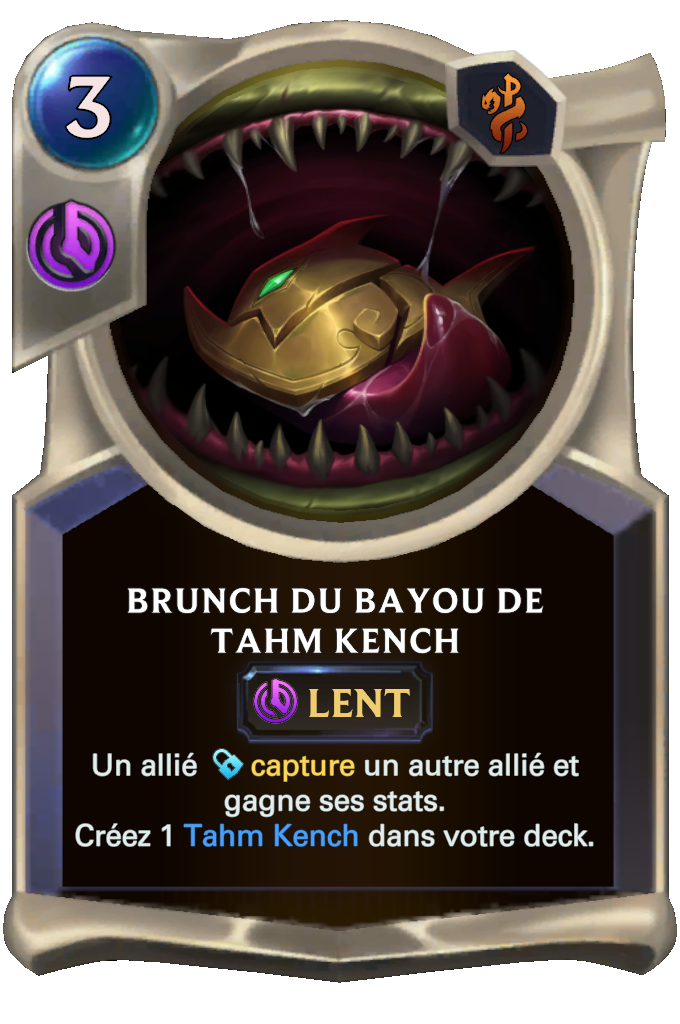 3
BRUNCH DU BAYOU DE
TAHM KENCH
LENT
Un allié capture un autre allié et
gagne ses stats.
Créez 1 Tahm Kench dans votre deck.